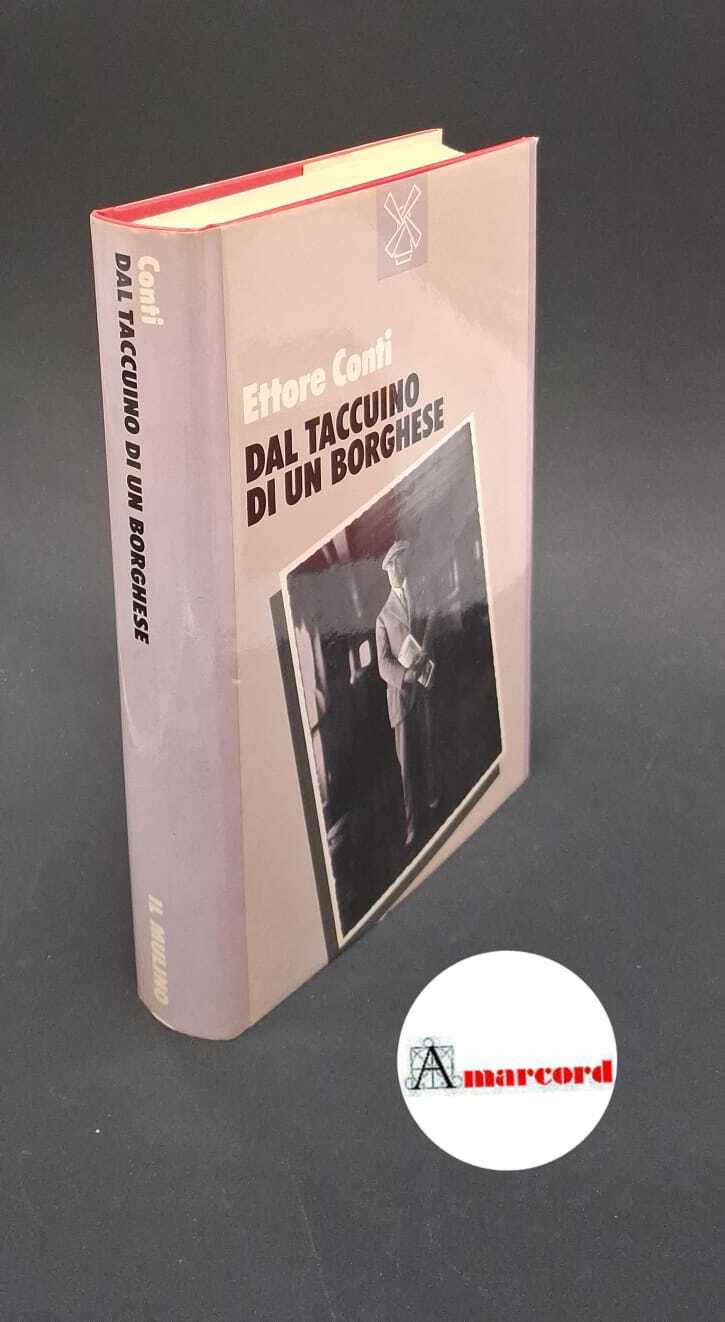 Conti
DAL TACCUINO DI UN BORGHESE
IL MULINO
Ettore Conti
DAL TACCUINO
DI UN BORGHESE
Amarcord